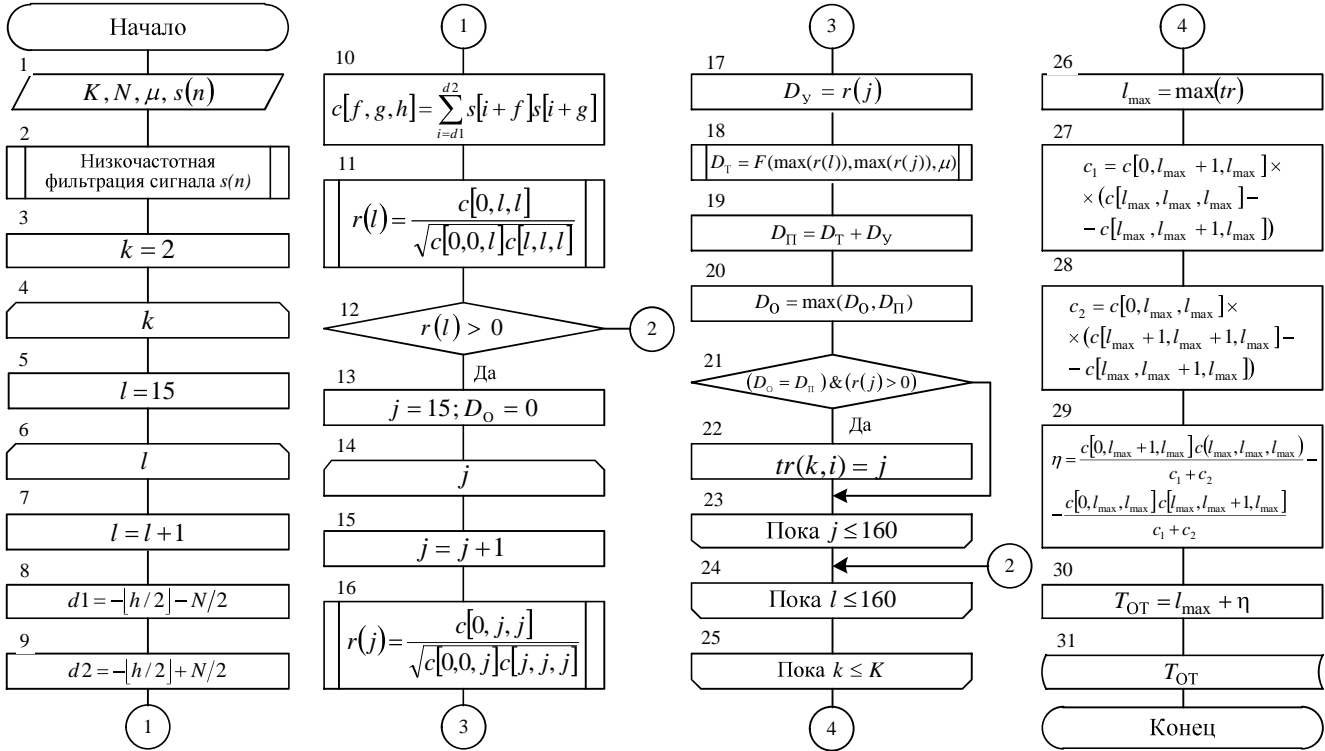 Начало
1
K, N, μ, s(n)
2
Низкочастотная
фильтрация сигнала s(n)
3
k = 2
4
k
5
l = 15
6
l
7
l = l + 1
8
d1 = −⌊h/2⌋ − N/2
9
d2 = −⌊h/2⌋ + N/2
1
1
10
c[f, g, h] = ∑_{i=d1}^{d2} s[i + f]s[i + g]
11
r(l) = c[0, l, l] / √(c[0,0, l]c[l, l, l])
12
r(l) > 0
2
Да
13
j = 15; D_О = 0
14
j
15
j = j + 1
16
r(j) = c[0, j, j] / √(c[0,0, j]c[j, j, j])
3
3
17
D_У = r(j)
18
D_Т = F(max(r(l)), max(r(j)), μ)
19
D_П = D_Т + D_У
20
D_О = max(D_О, D_П)
21
(D_О = D_П) & (r(j) > 0)
Да
22
tr(k, i) = j
23
Пока j ≤ 160
2
24
Пока l ≤ 160
25
Пока k ≤ K
4
4
26
l_max = max(tr)
27
c_1 = c[0, l_max + 1, l_max] ×
× (c[l_max, l_max, l_max] −
− c[l_max, l_max + 1, l_max])
28
c_2 = c[0, l_max, l_max] ×
× (c[l_max + 1, l_max + 1, l_max] −
− c[l_max, l_max + 1, l_max])
29
η = c[0, l_max + 1, l_max] c(l_max, l_max, l_max) / c_1 + c_2 −
− c[0, l_max, l_max] c[l_max, l_max + 1, l_max] / c_1 + c_2
30
T_ОТ = l_max + η
31
T_ОТ
Конец